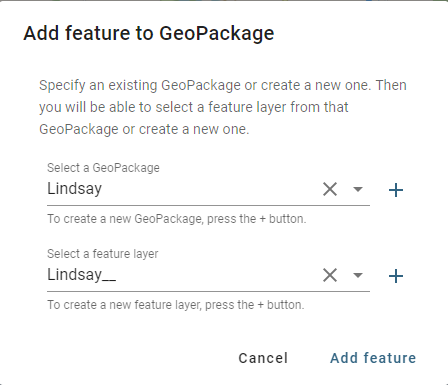 Add feature to GeoPackage
Specify an existing GeoPackage or create a new one. Then
you will be able to select a feature layer from that
GeoPackage or create a new one.
Select a GeoPackage
Lindsay
To create a new GeoPackage, press the + button.
Select a feature layer
Lindsay__
To create a new feature layer, press the + button.
Cancel Add feature